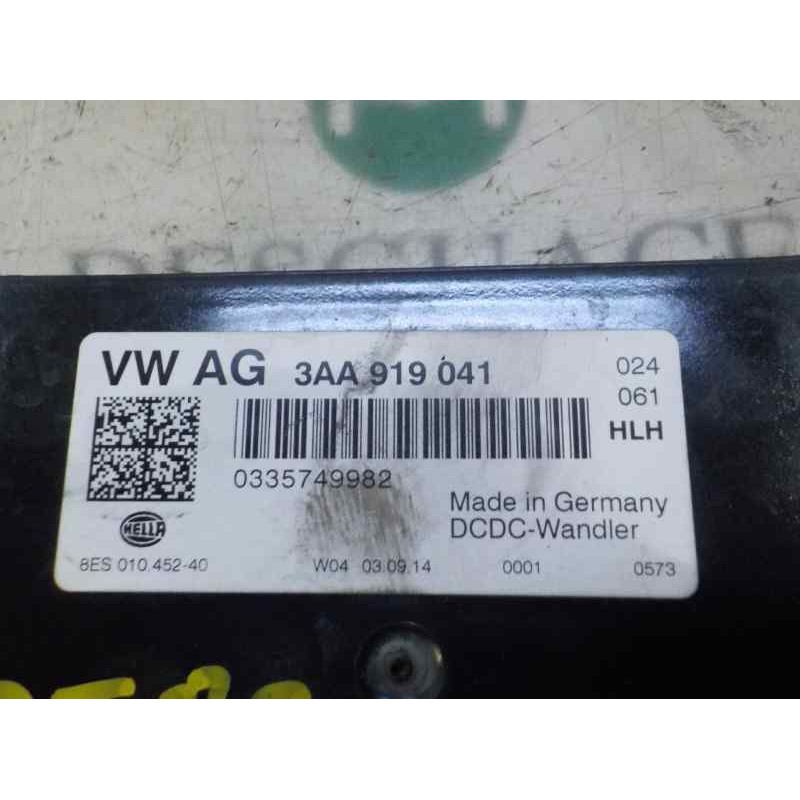 DESGUACE
VW AG 3AA 919 041 024
061
HLH
0335749982
Made in Germany
DCDC-Wandler
HELLA
8ES 010.452-40 W04 03.09.14 0001 0573